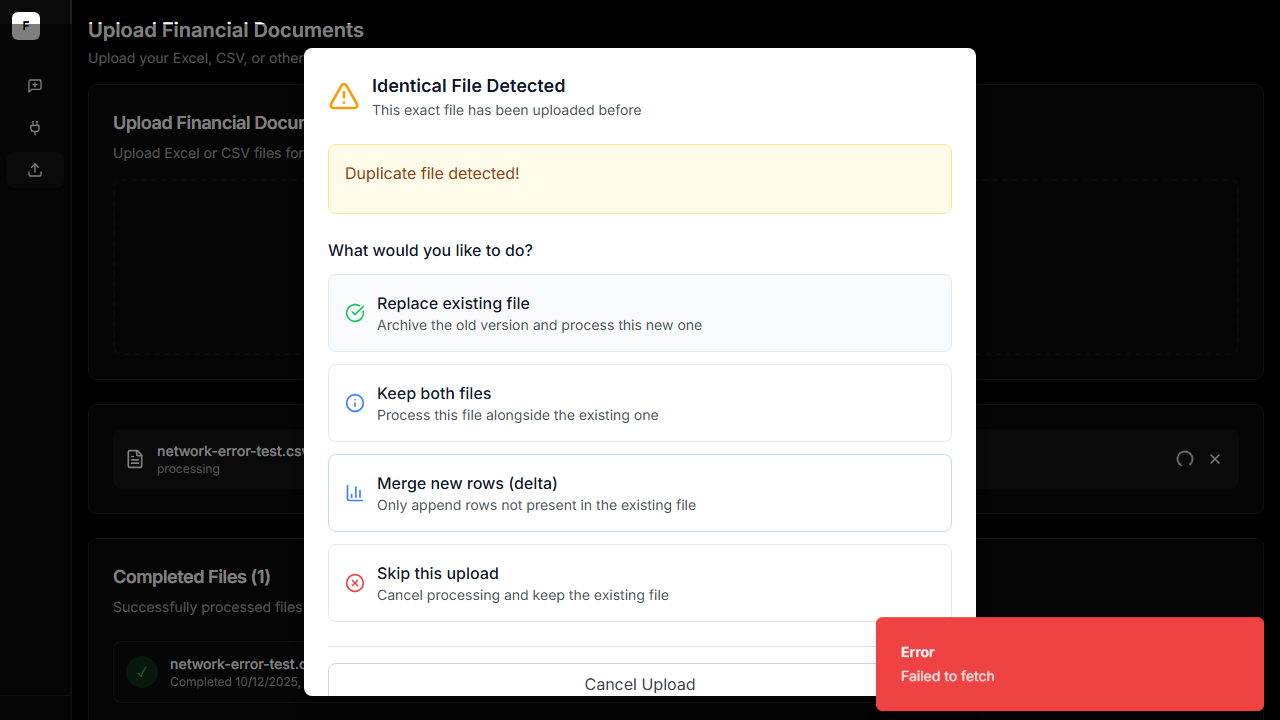 F
Upload Financial Documents
Upload your Excel, CSV, or other
Identical File Detected
This exact file has been uploaded before
Upload Financial Docu
Upload Excel or CSV files for
Duplicate file detected!
What would you like to do?
Replace existing file
Archive the old version and process this new one
Keep both files
Process this file alongside the existing one
network-error-test.csv
processing
Merge new rows (delta)
Only append rows not present in the existing file
Skip this upload
Cancel processing and keep the existing file
Completed Files (1)
Successfully processed files
network-error-test.c
Completed 10/12/2025,
Cancel Upload
Error
Failed to fetch